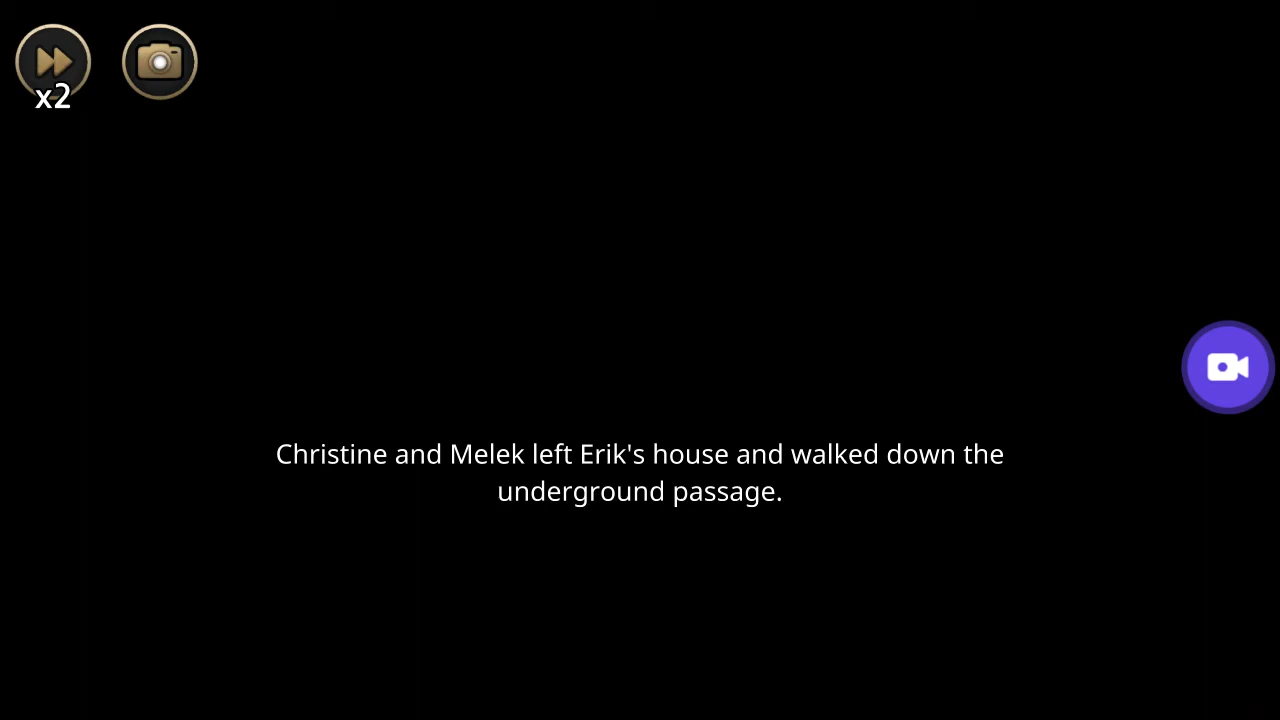 x2
Christine and Melek left Erik's house and walked down the
underground passage.